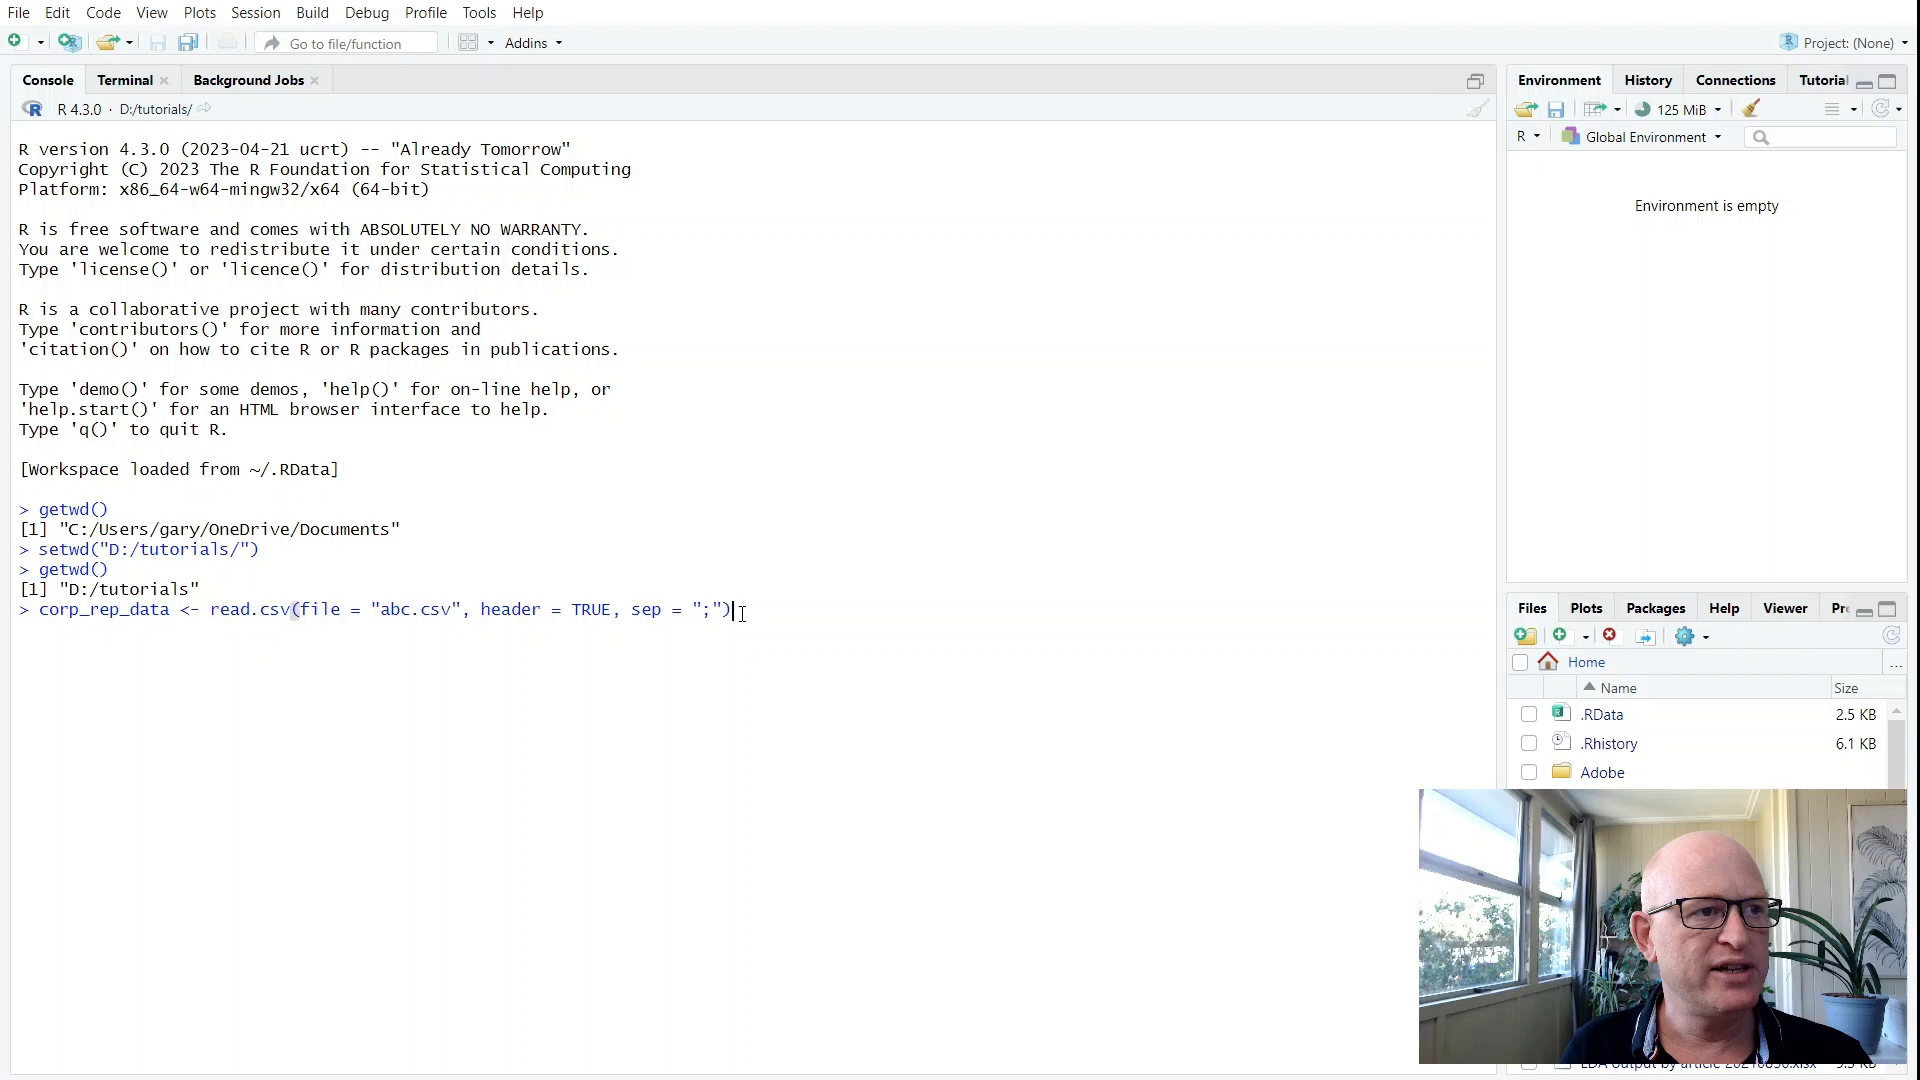 File Edit Code View Plots Session Build Debug Profile Tools Help
Go to file/function Addins Project: (None)
Console Terminal Background Jobs
R 4.3.0 · D:/tutorials/
R version 4.3.0 (2023-04-21 ucrt) -- "Already Tomorrow"
Copyright (C) 2023 The R Foundation for Statistical Computing
Platform: x86_64-w64-mingw32/x64 (64-bit)
R is free software and comes with ABSOLUTELY NO WARRANTY.
You are welcome to redistribute it under certain conditions.
Type 'license()' or 'licence()' for distribution details.
R is a collaborative project with many contributors.
Type 'contributors()' for more information and
'citation()' on how to cite R or R packages in publications.
Type 'demo()' for some demos, 'help()' for on-line help, or
'help.start()' for an HTML browser interface to help.
Type 'q()' to quit R.
[Workspace loaded from ~/.RData]
> getwd()
[1] "C:/Users/gary/OneDrive/Documents"
> setwd("D:/tutorials/")
> getwd()
[1] "D:/tutorials"
> corp_rep_data <- read.csv(file = "abc.csv", header = TRUE, sep = ";")
Environment History Connections Tutorial
125 MiB
R Global Environment
Environment is empty
Files Plots Packages Help Viewer Pr
Home ...
Name Size
.RData 2.5 KB
.Rhistory 6.1 KB
Adobe